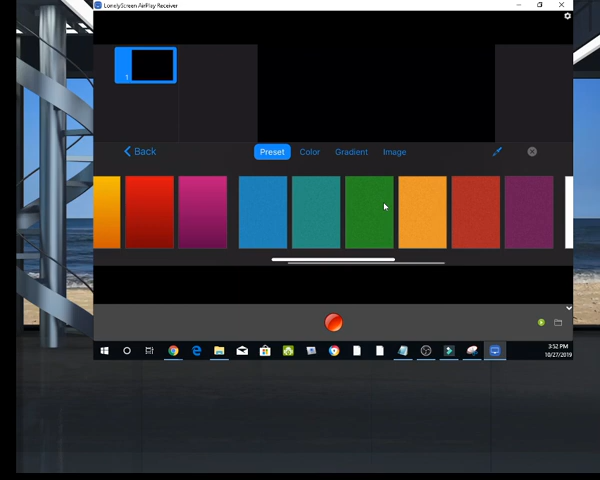 LonelyScreen AirPlay Receiver
1
Back
Preset Color Gradient Image
3:52 PM
10/27/2019